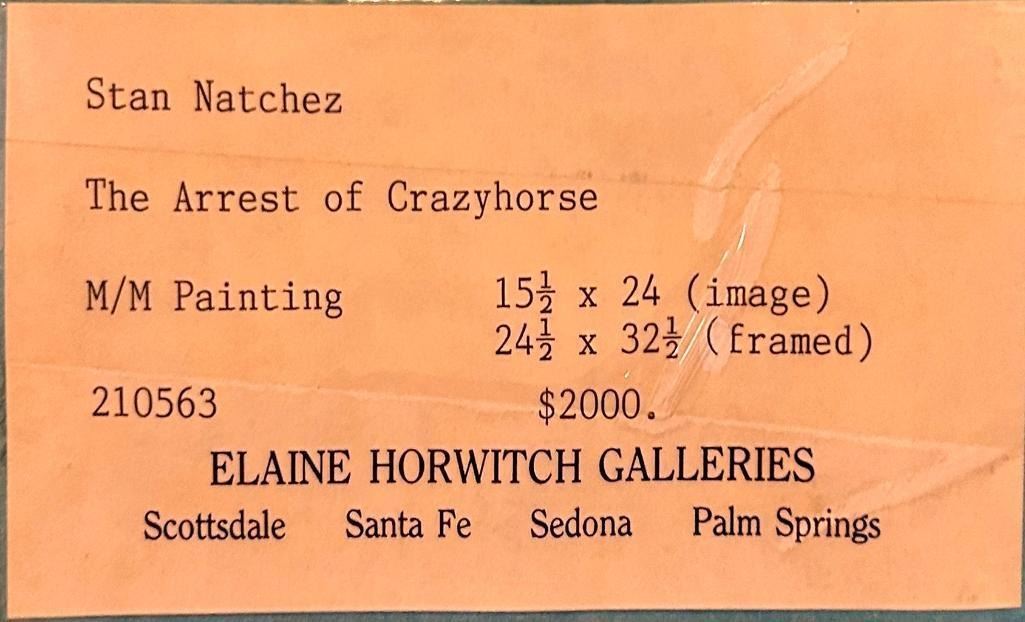 Stan Natchez
The Arrest of Crazyhorse
M/M Painting 15½ x 24 (image)
24½ x 32½ (framed)
210563 $2000.
ELAINE HORWITCH GALLERIES
Scottsdale Santa Fe Sedona Palm Springs